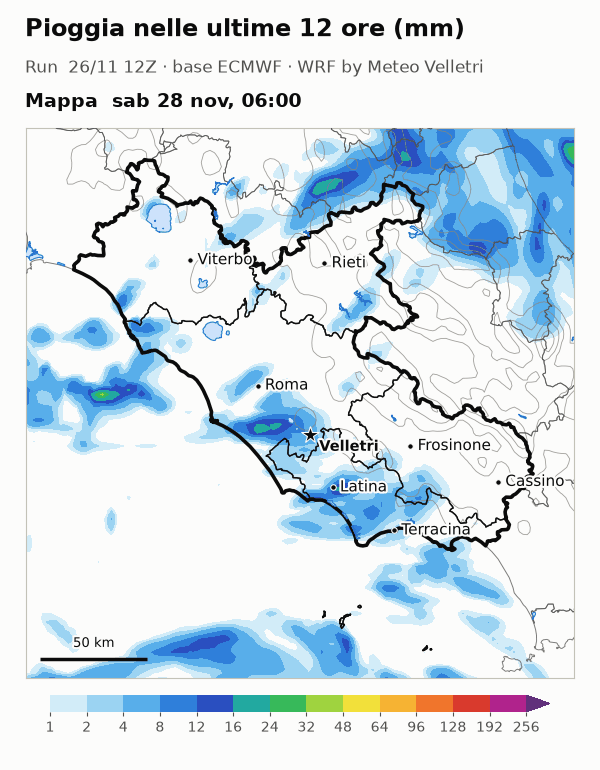 Pioggia nelle ultime 12 ore (mm)
Run  26/11 12Z · base ECMWF · WRF by Meteo Velletri
Mappa  sab 28 nov, 06:00
Viterbo
Rieti
Roma
Velletri
Frosinone
Latina
Cassino
Terracina
50 km
1 2 4 8 12 16 24 32 48 64 96 128 192 256